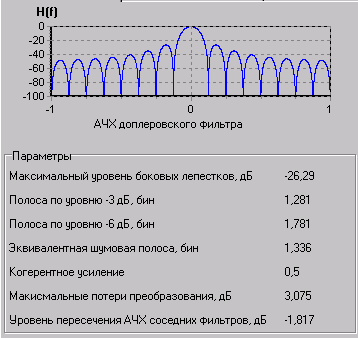 H(f)
0
-20
-40
-60
-80
-100
-1
0
1
АЧХ доплеровского фильтра
Параметры
Максимальный уровень боковых лепестков, дБ -26,29
Полоса по уровню -3 дБ, бин 1,281
Полоса по уровню -6 дБ, бин 1,781
Эквивалентная шумовая полоса, бин 1,336
Когерентное усиление 0,5
Макисмальные потери преобразования, дБ 3,075
Уровень пересечения АЧХ соседних фильтров, дБ -1,817